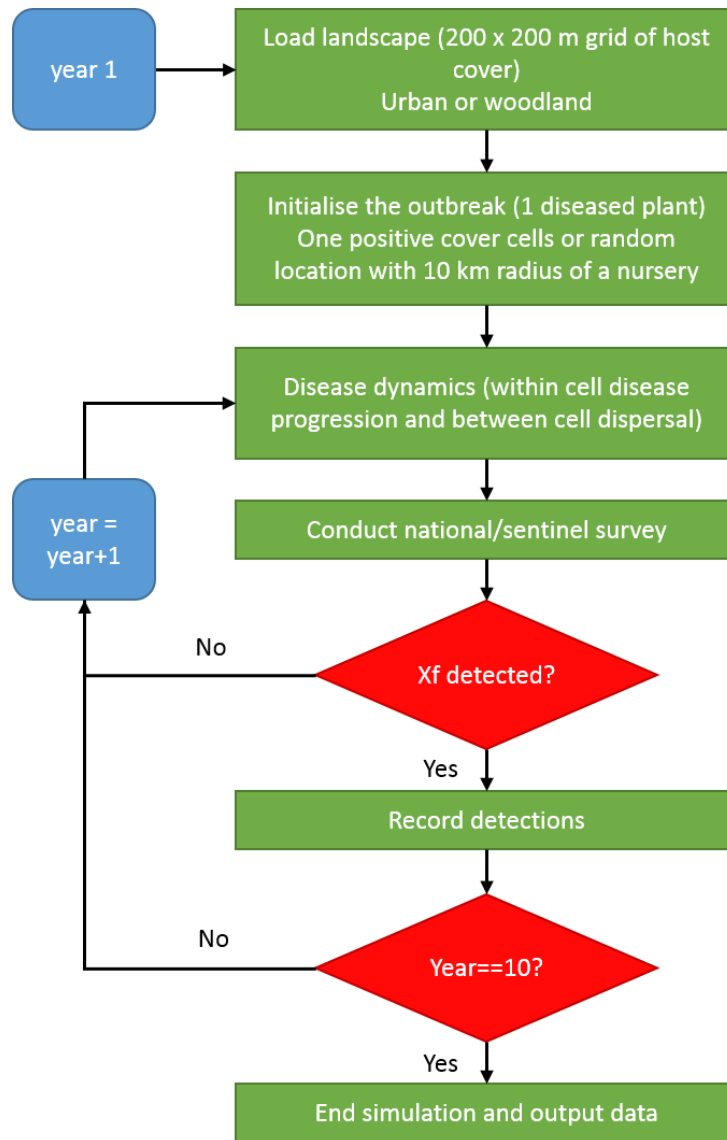 year 1
Load landscape (200 x 200 m grid of host
cover)
Urban or woodland
Initialise the outbreak (1 diseased plant)
One positive cover cells or random
location with 10 km radius of a nursery
Disease dynamics (within cell disease
progression and between cell dispersal)
year =
year+1
Conduct national/sentinel survey
No
Xf detected?
Yes
Record detections
No
Year==10?
Yes
End simulation and output data